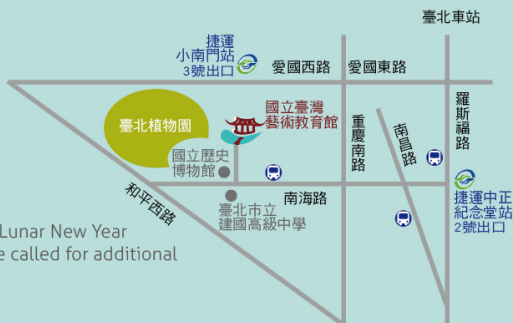 臺北車站
捷運
小南門站
3號出口
愛國西路
愛國東路
國立臺灣
藝術教育館
臺北植物園
重慶南路
南昌路
羅斯福路
國立歷史
博物館
捷運中正
紀念堂站
2號出口
和平西路
南海路
臺北市立
建國高級中學
Lunar New Year
e called for additional